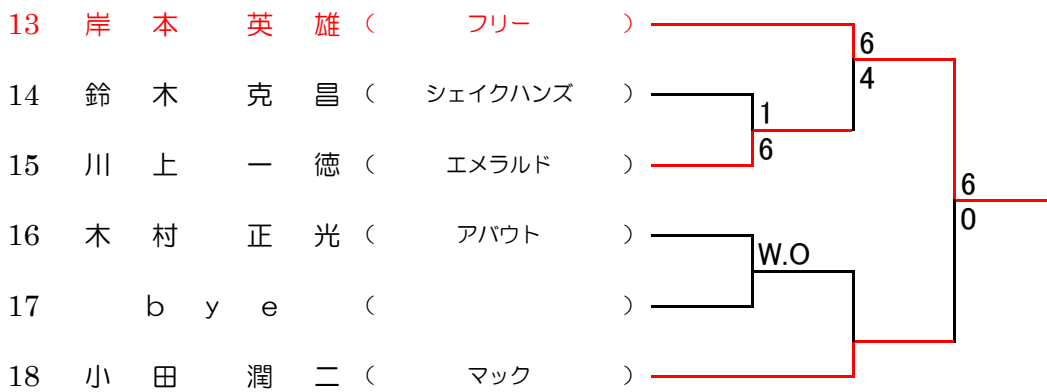 13 岸本 英雄 ( フリー )
6
14 鈴木 克昌 ( シェイクハンズ )
4
1
15 川上 一徳 ( エメラルド )
6
6
16 木村 正光 ( アバウト )
0
W.O
17 bye ( )
18 小田 潤二 ( マック )